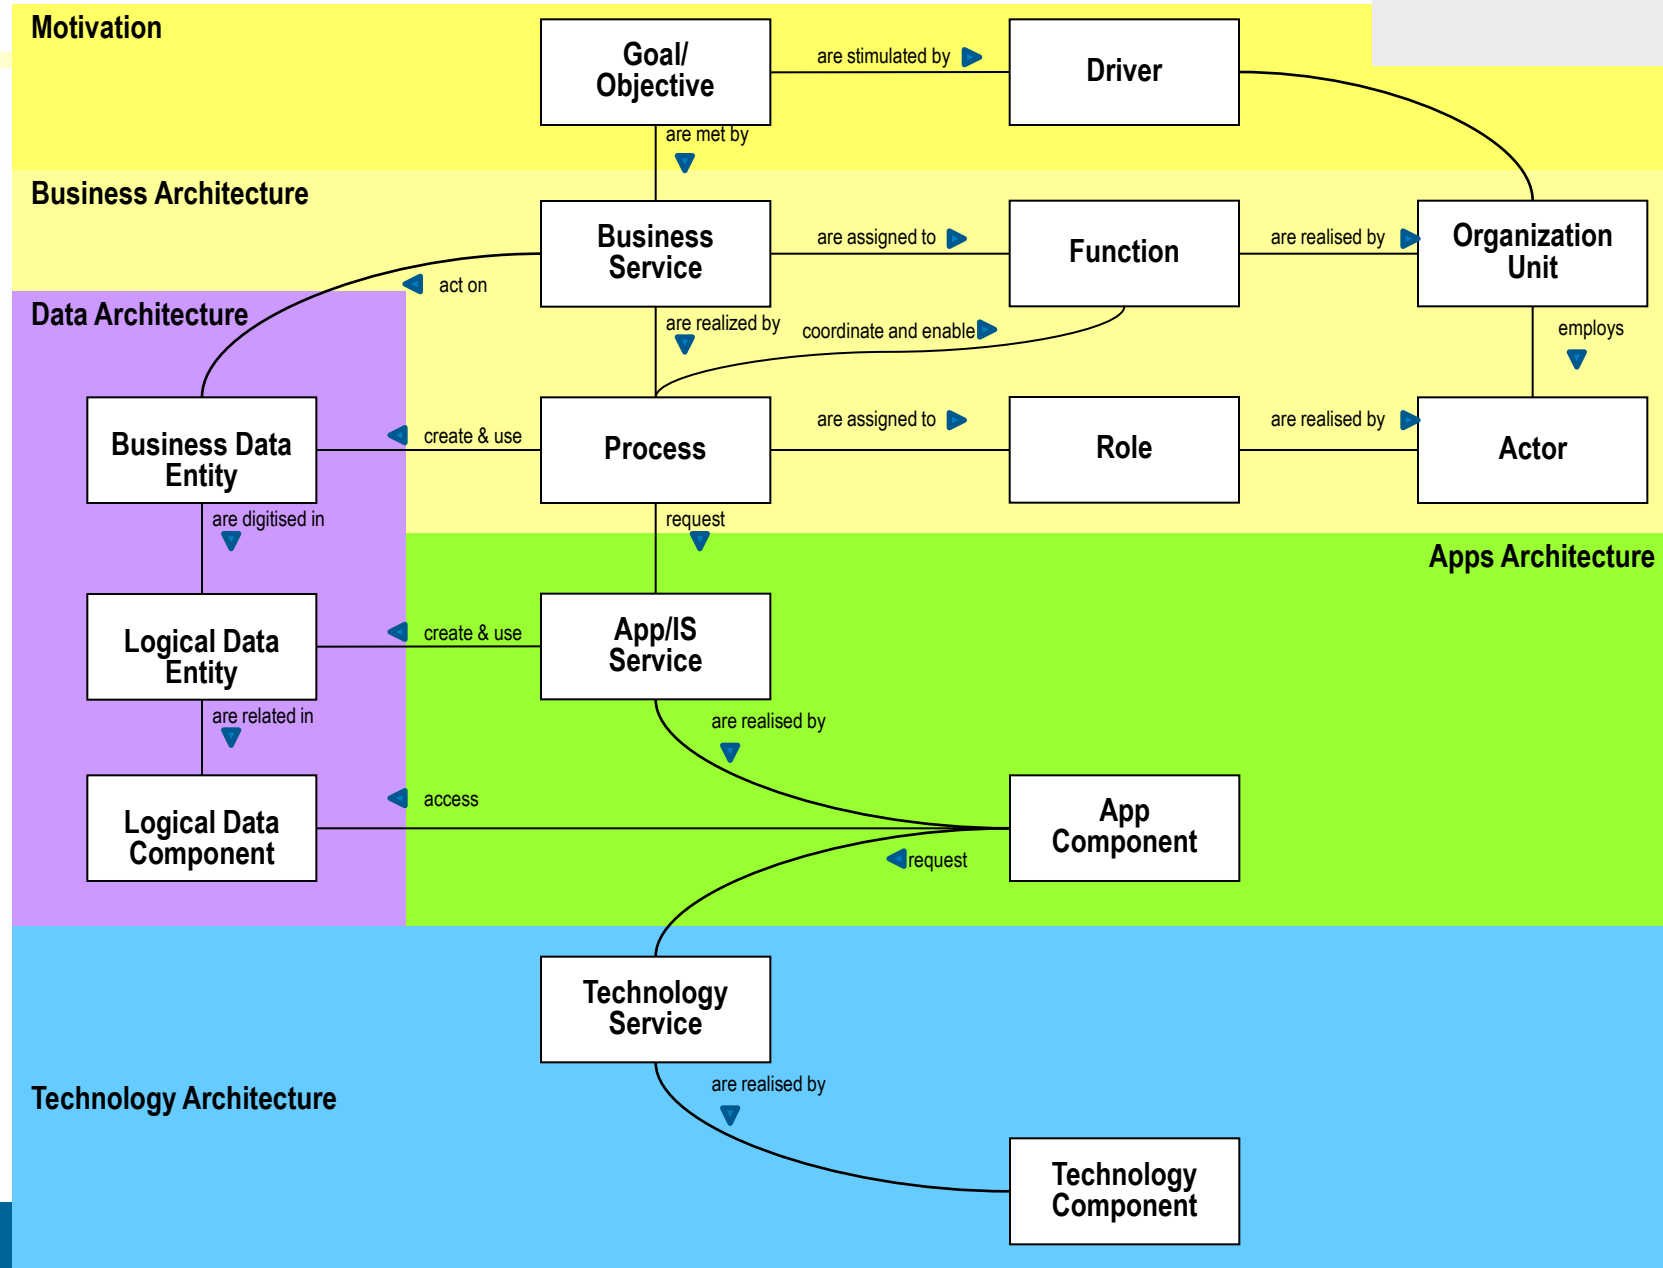 Motivation
Goal/
Objective
are stimulated by
Driver
are met by
Business Architecture
Business
Service
are assigned to
Function
are realised by
Organization
Unit
act on
Data Architecture
are realized by
coordinate and enable
employs
Business Data
Entity
create & use
Process
are assigned to
Role
are realised by
Actor
are digitised in
request
Apps Architecture
Logical Data
Entity
create & use
App/IS
Service
are related in
are realised by
Logical Data
Component
access
App
Component
request
Technology
Service
Technology Architecture
are realised by
Technology
Component